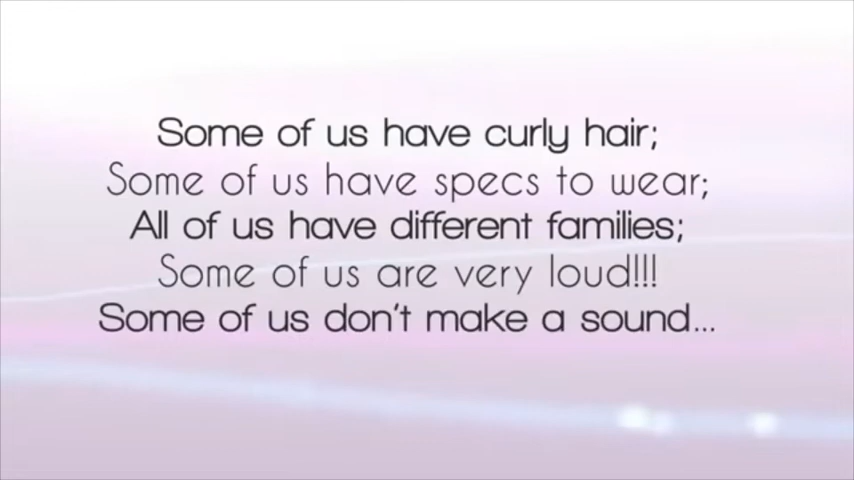 Some of us have curly hair;
Some of us have specs to wear;
All of us have different families;
Some of us are very loud!!!
Some of us don't make a sound...